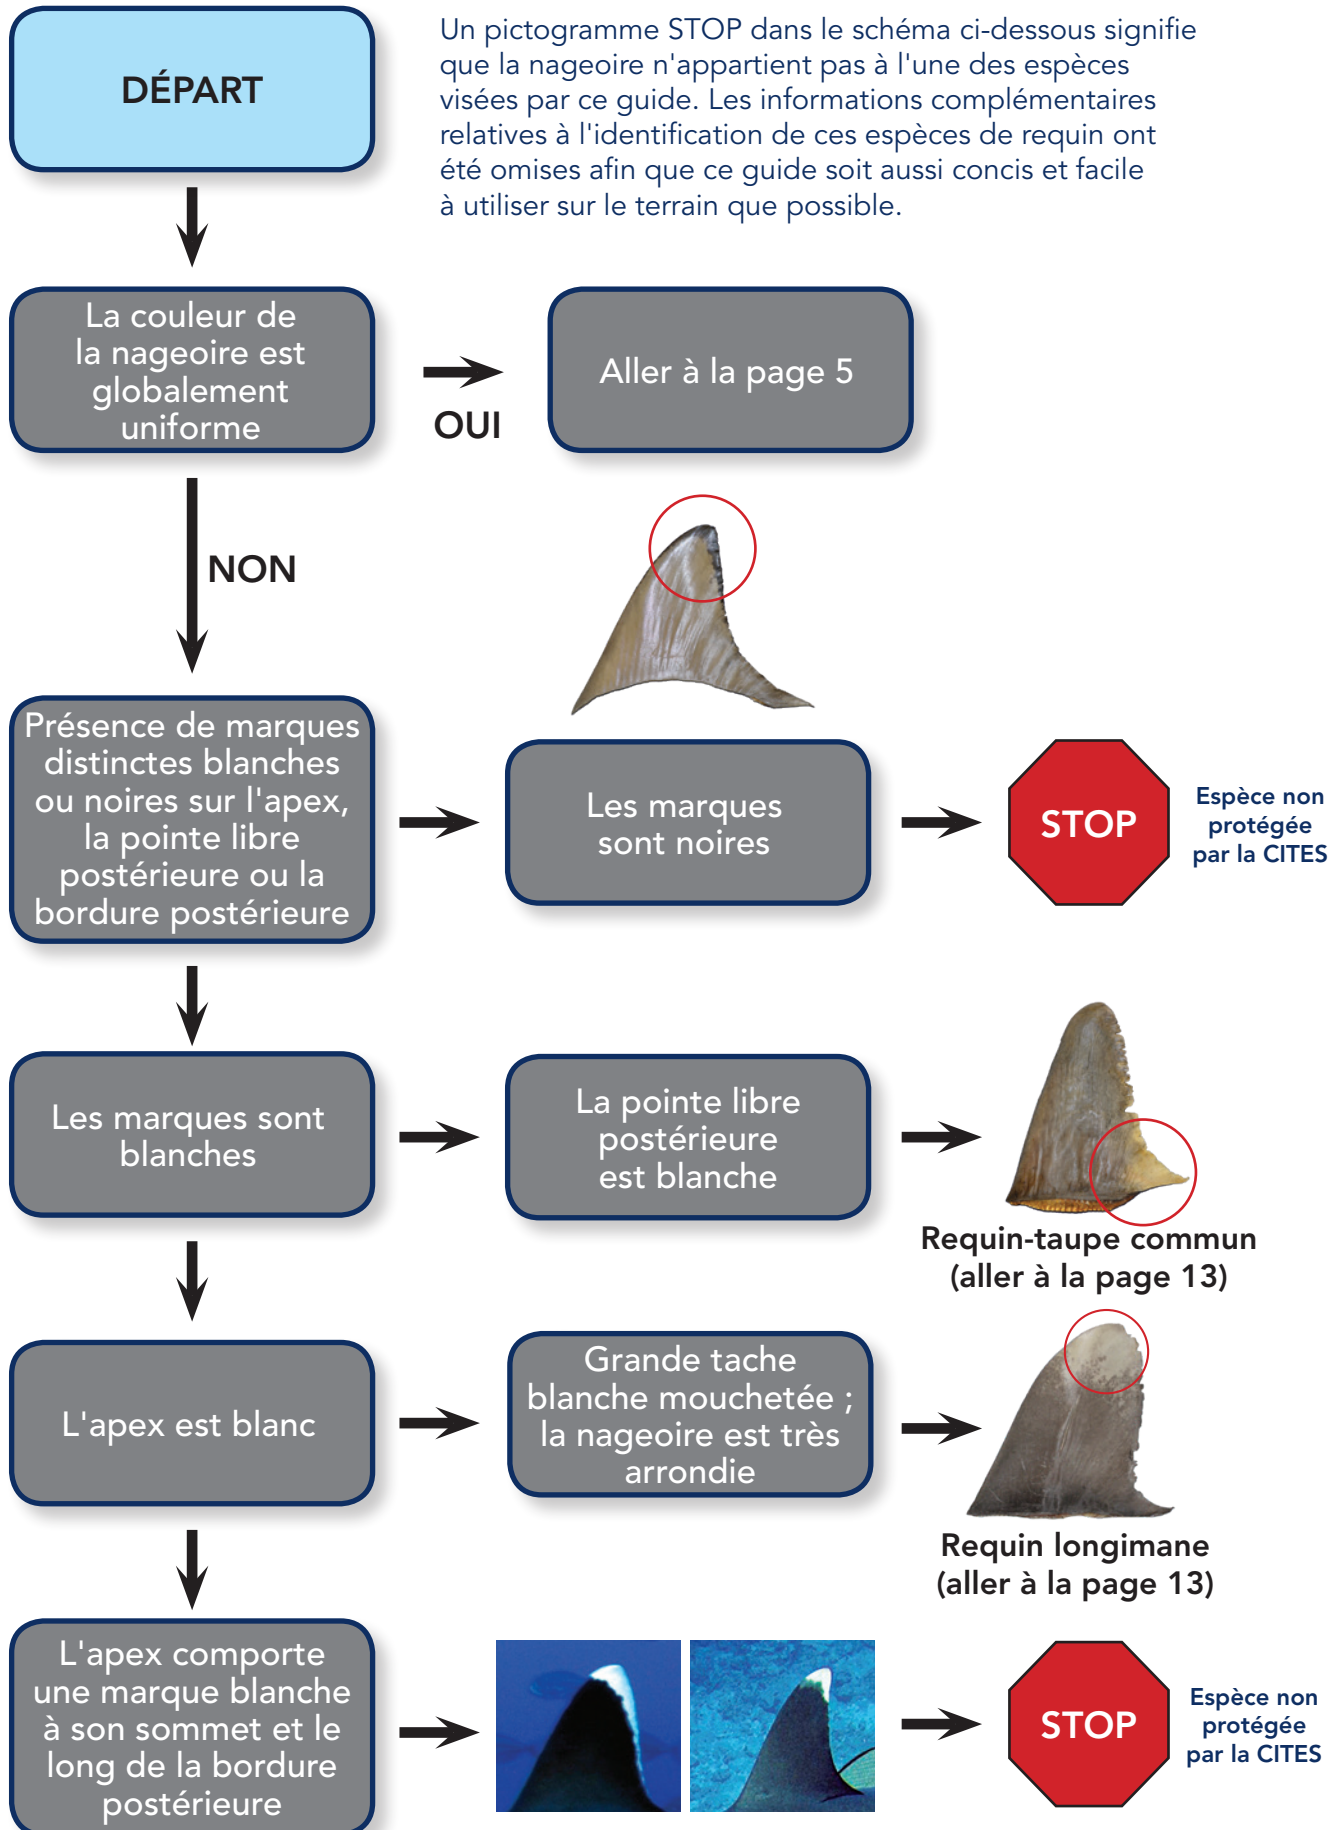 DÉPART
Un pictogramme STOP dans le schéma ci-dessous signifie
que la nageoire n'appartient pas à l'une des espèces
visées par ce guide. Les informations complémentaires
relatives à l'identification de ces espèces de requin ont
été omises afin que ce guide soit aussi concis et facile
à utiliser sur le terrain que possible.
La couleur de
la nageoire est
globalement
uniforme
OUI
Aller à la page 5
NON
Présence de marques
distinctes blanches
ou noires sur l'apex,
la pointe libre
postérieure ou la
bordure postérieure
Les marques
sont noires
STOP
Espèce non
protégée
par la CITES
Les marques sont
blanches
La pointe libre
postérieure
est blanche
Requin-taupe commun
(aller à la page 13)
L'apex est blanc
Grande tache
blanche mouchetée ;
la nageoire est très
arrondie
Requin longimane
(aller à la page 13)
L'apex comporte
une marque blanche
à son sommet et le
long de la bordure
postérieure
STOP
Espèce non
protégée
par la CITES